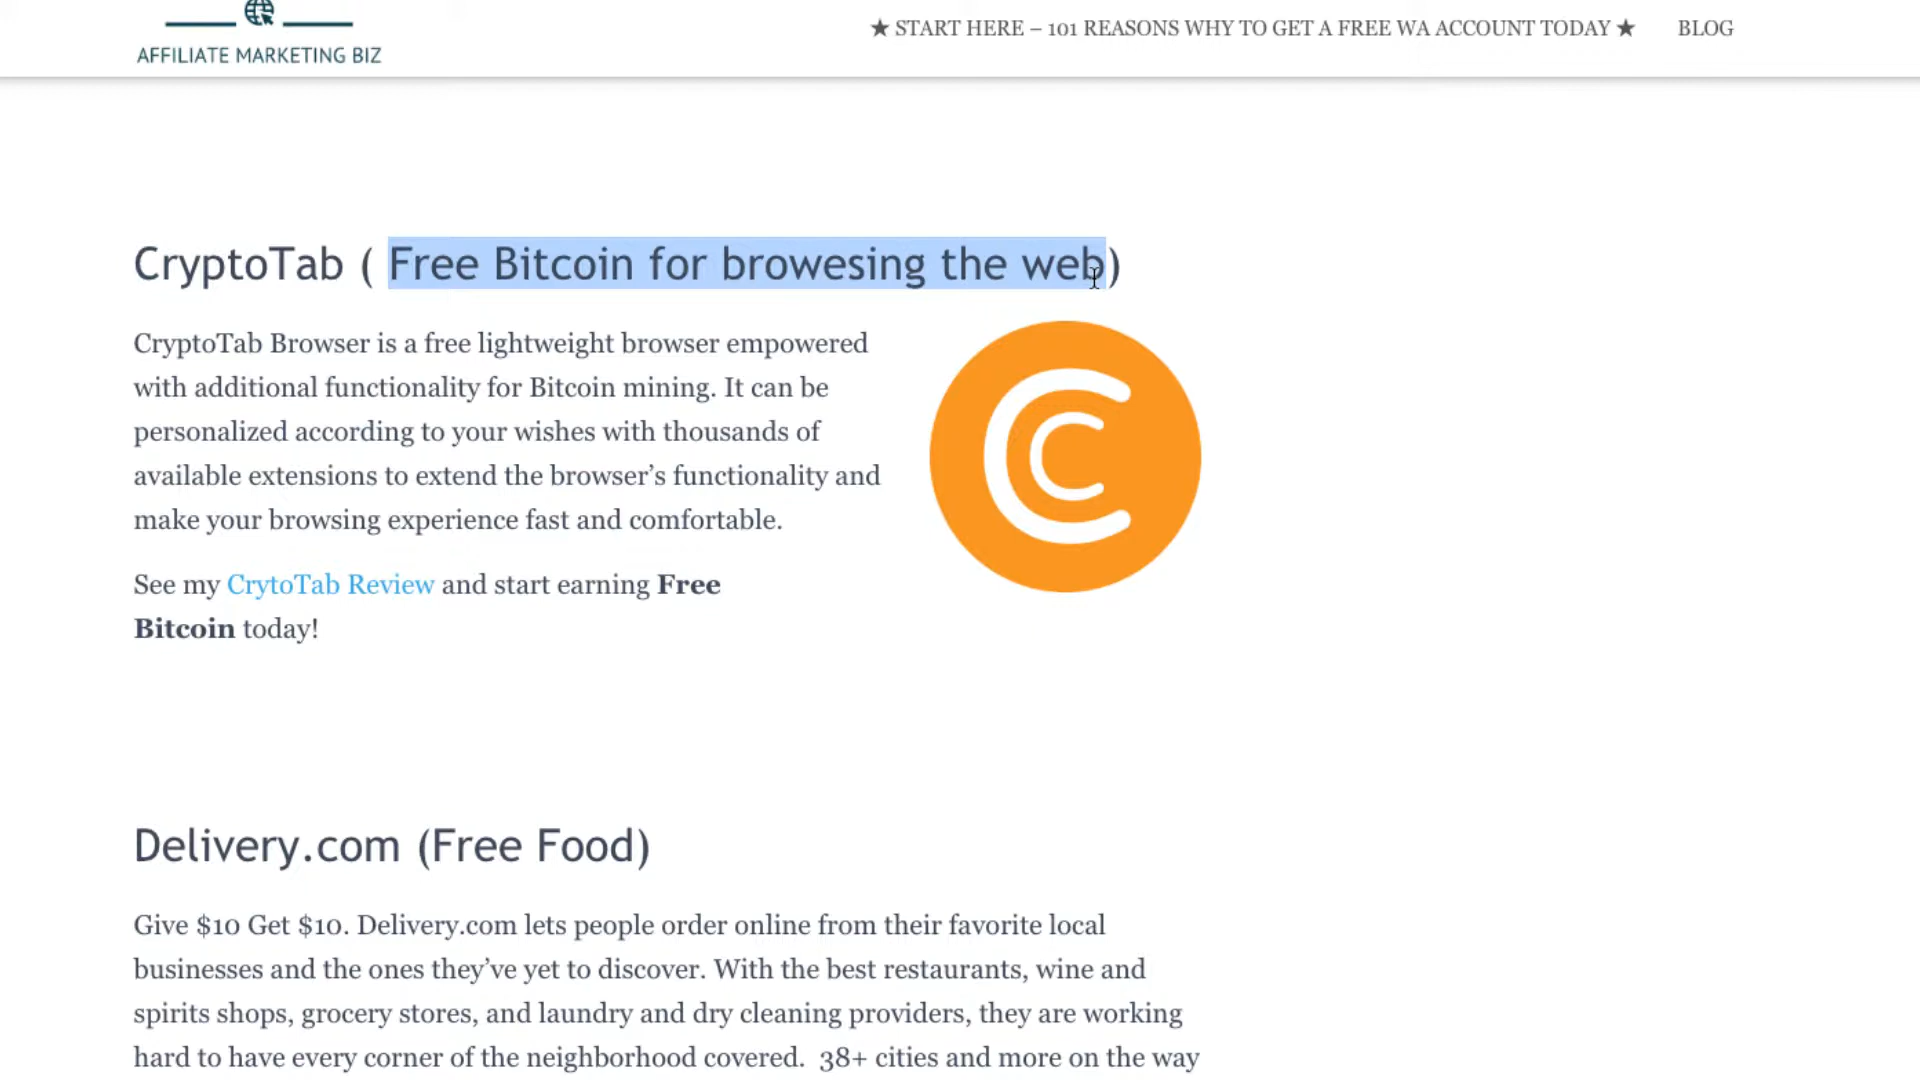 AFFILIATE MARKETING BIZ
★ START HERE – 101 REASONS WHY TO GET A FREE WA ACCOUNT TODAY ★ BLOG
CryptoTab ( Free Bitcoin for browesing the web)
CryptoTab Browser is a free lightweight browser empowered
with additional functionality for Bitcoin mining. It can be
personalized according to your wishes with thousands of
available extensions to extend the browser’s functionality and
make your browsing experience fast and comfortable.
See my CrytoTab Review and start earning Free
Bitcoin today!
Delivery.com (Free Food)
Give $10 Get $10. Delivery.com lets people order online from their favorite local
businesses and the ones they’ve yet to discover. With the best restaurants, wine and
spirits shops, grocery stores, and laundry and dry cleaning providers, they are working
hard to have every corner of the neighborhood covered. 38+ cities and more on the way